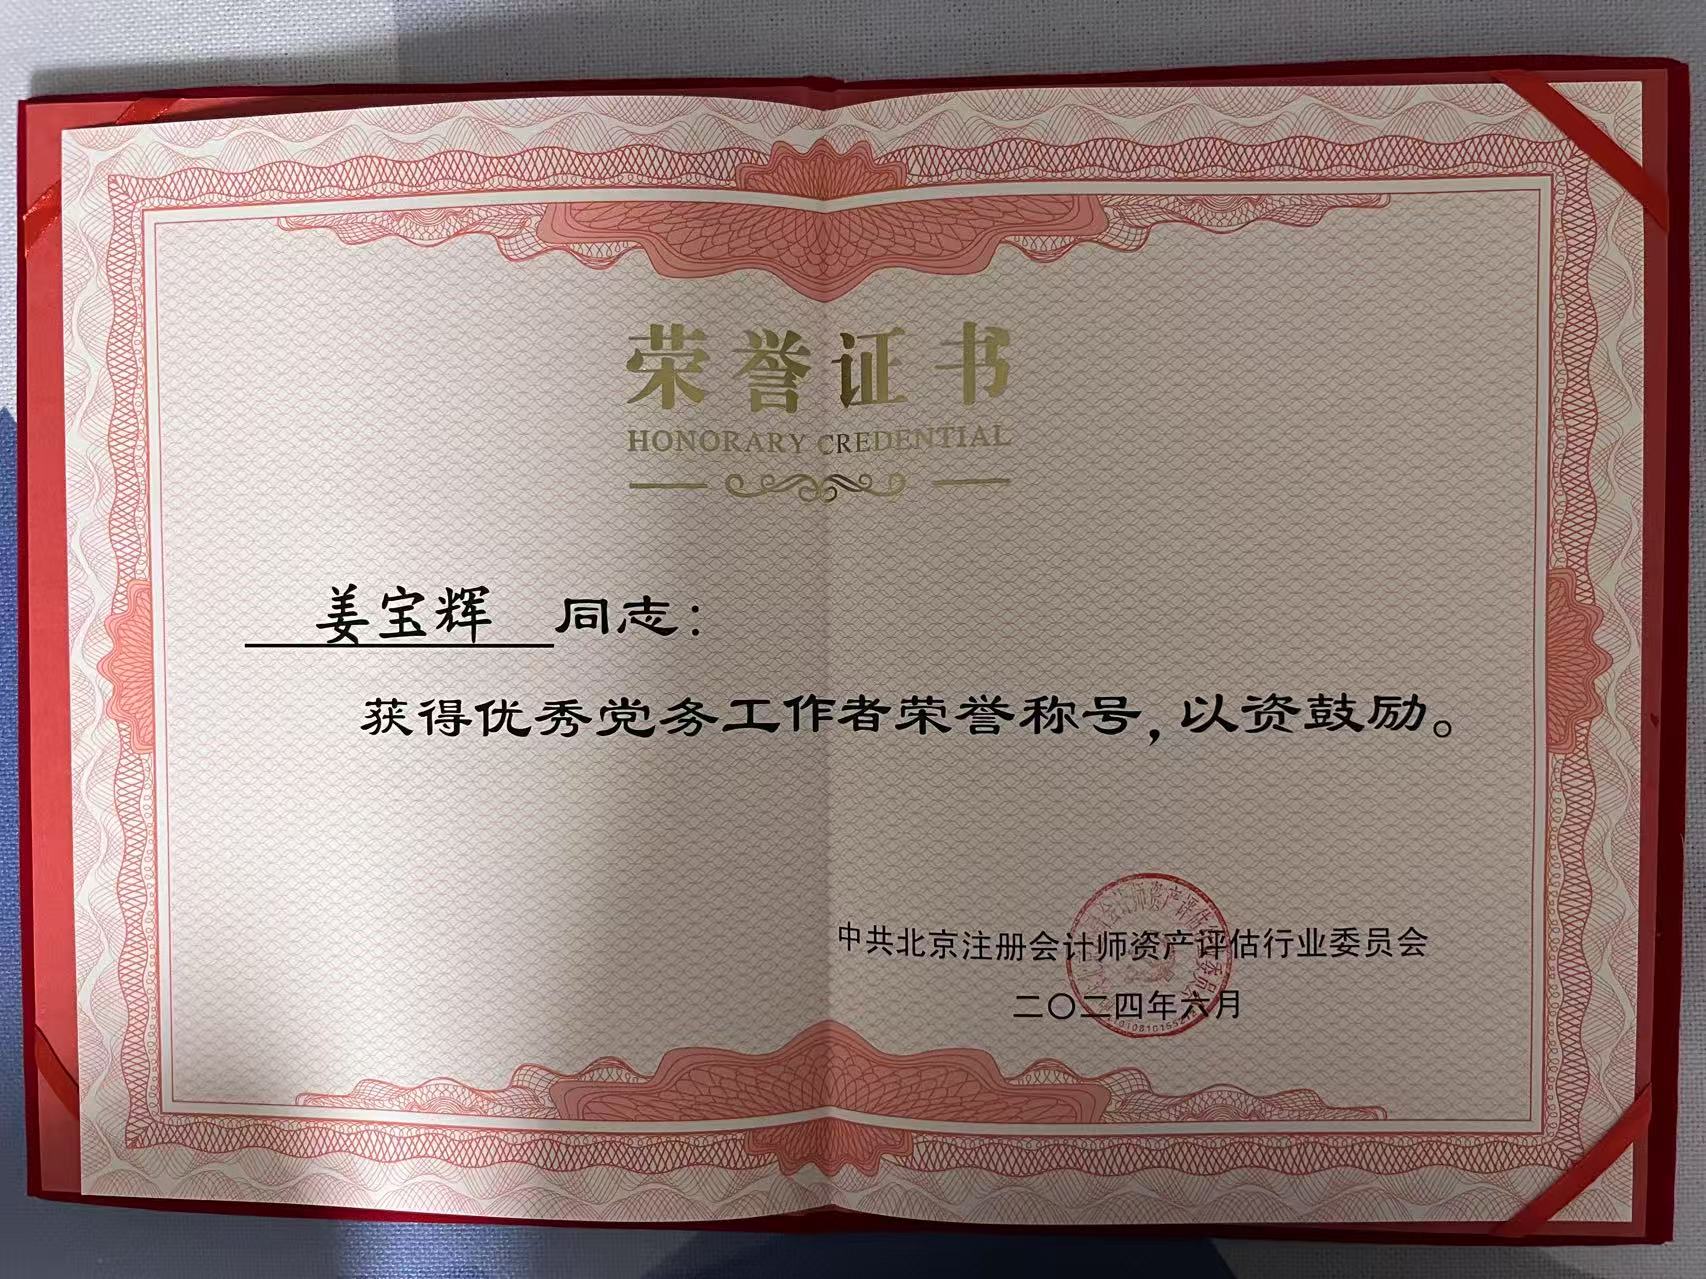 荣誉证书
HONORARY CREDENTIAL
姜宝辉 同志：
获得优秀党务工作者荣誉称号，以资鼓励。
中共北京注册会计师资产评估行业委员会
二〇二四年六月